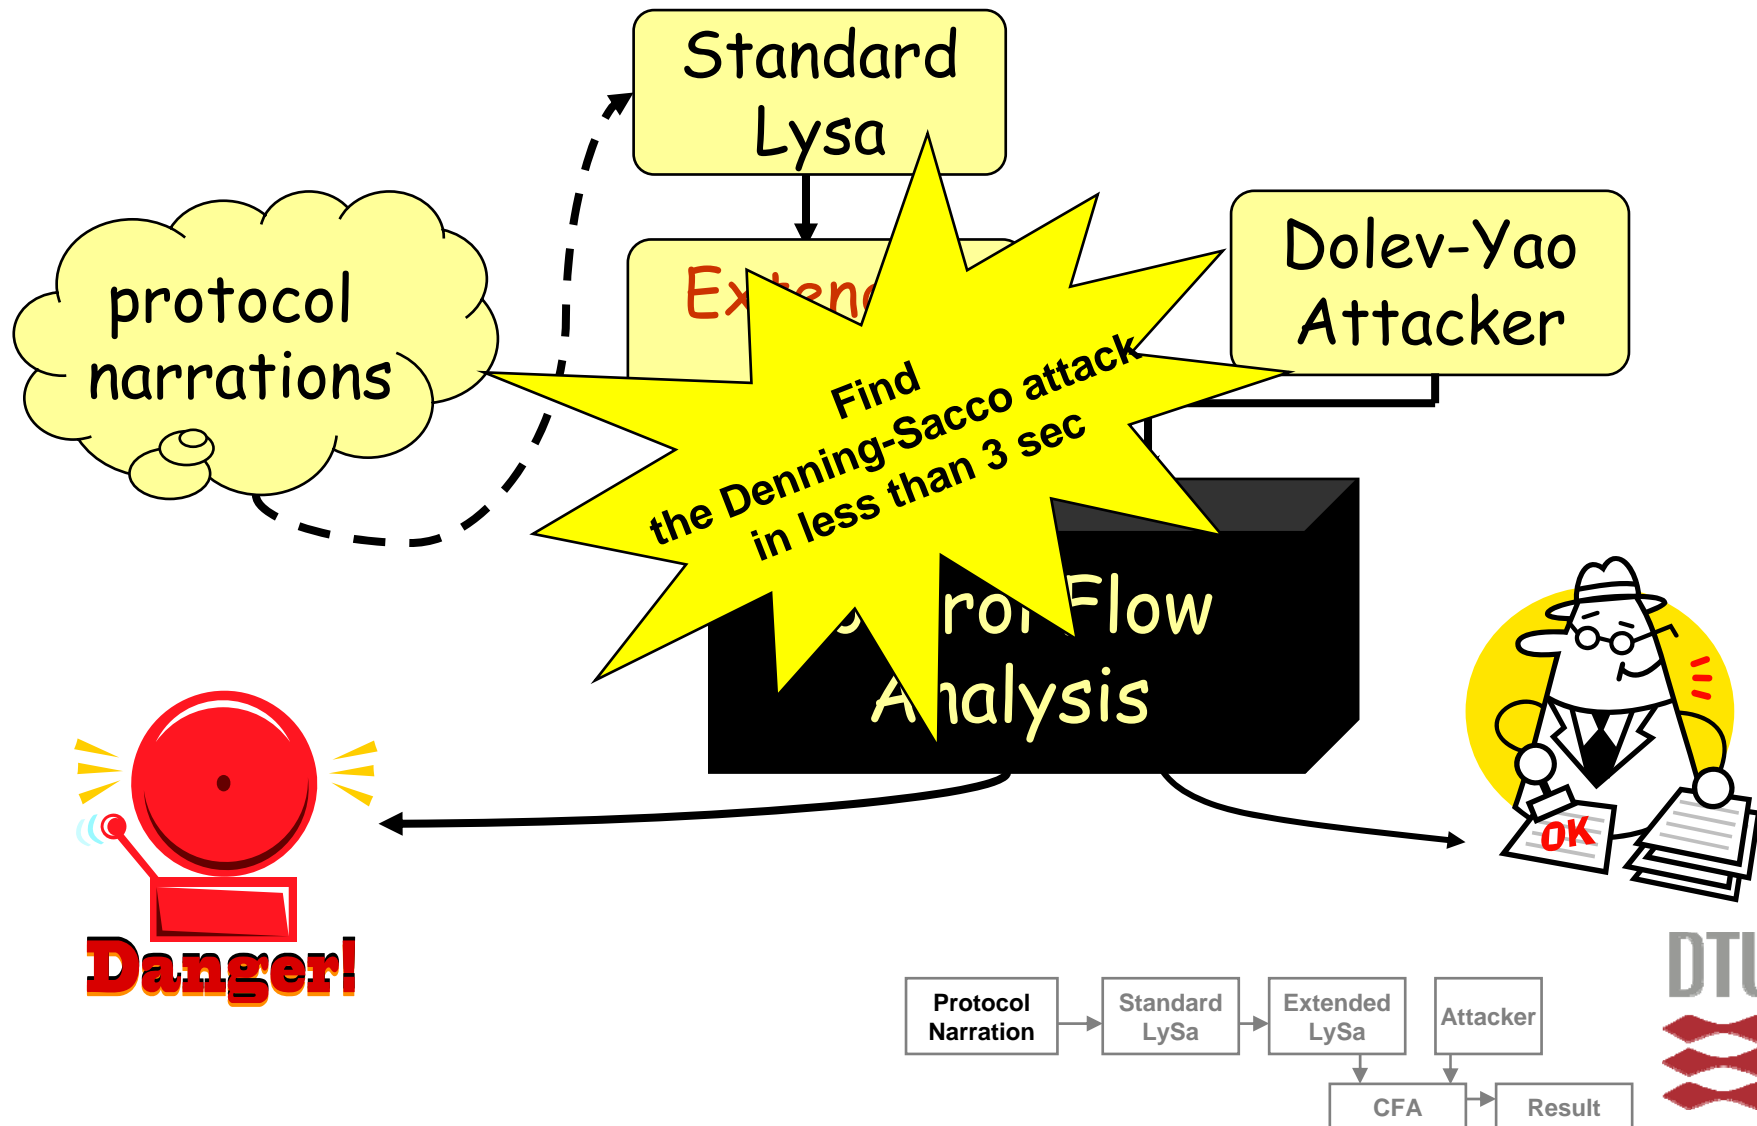 Standard
Lysa
protocol
narrations
Dolev-Yao
Attacker
Find
the Denning-Sacco attack
in less than 3 sec
Flow
Analysis
OK
Danger!
DTU
Protocol
Narration
Standard
LySa
Extended
LySa
Attacker
CFA
Result